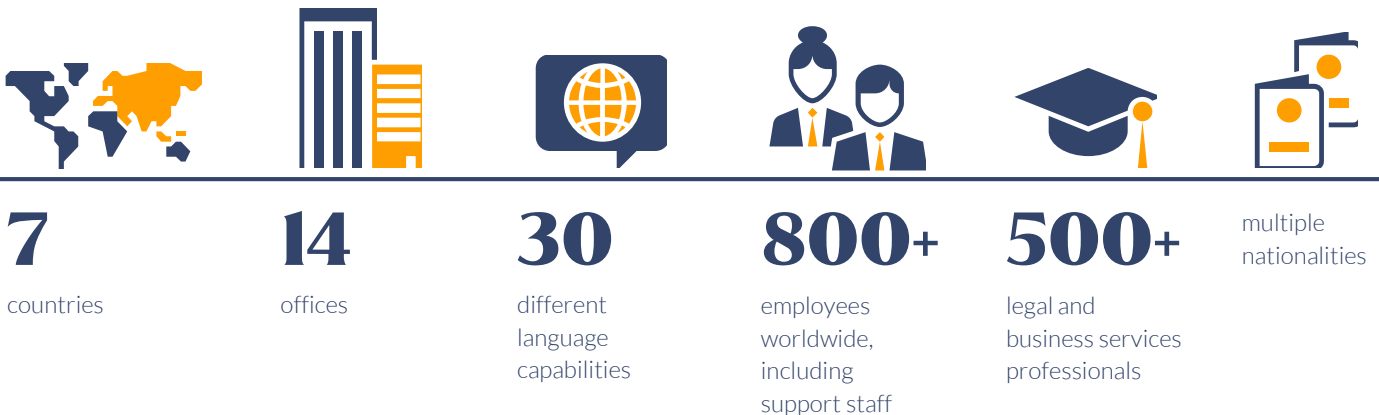 7
countries
14
offices
30
different
language
capabilities
800+
employees
worldwide,
including
support staff
500+
legal and
business services
professionals
multiple
nationalities